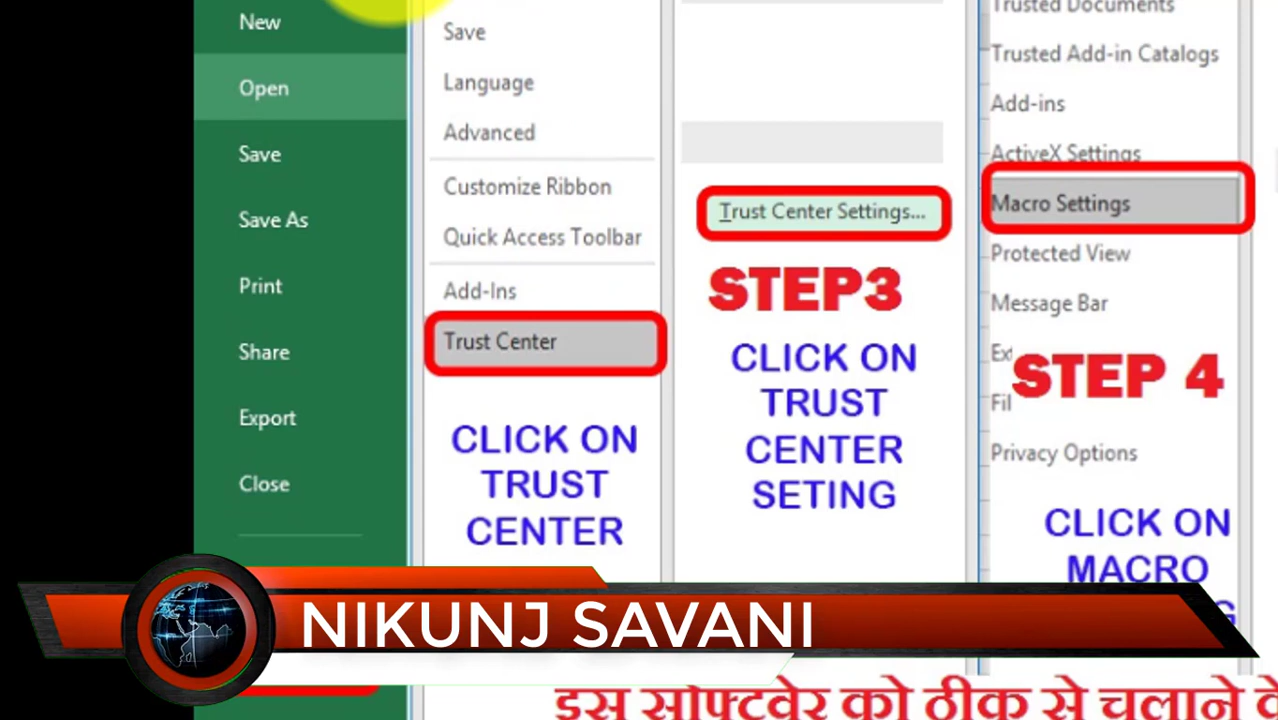 New
Open
Save
Save As
Print
Share
Export
Close
Save
Language
Advanced
Customize Ribbon
Quick Access Toolbar
Add-Ins
Trust Center
CLICK ON
TRUST
CENTER
Trust Center Settings...
STEP3
CLICK ON
TRUST
CENTER
SETING
Trusted Documents
Trusted Add-in Catalogs
Add-ins
ActiveX Settings
Macro Settings
Protected View
Message Bar
Privacy Options
STEP 4
CLICK ON
MACRO
NIKUNJ SAVANI
इस सोफ्टवेर को ठीक से चलाने